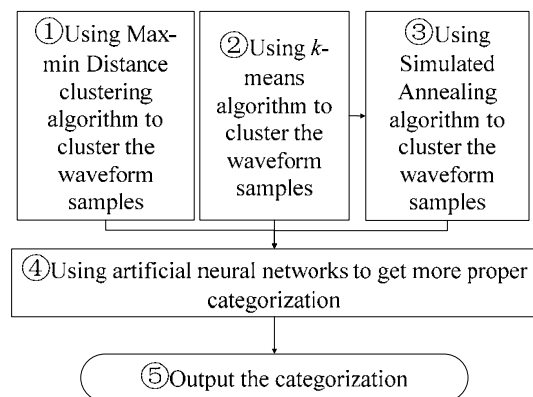 ①Using Max-
min Distance
clustering
algorithm to
cluster the
waveform
samples
②Using k-
means
algorithm to
cluster the
waveform
samples
③Using
Simulated
Annealing
algorithm to
cluster the
waveform
samples
④Using artificial neural networks to get more proper
categorization
⑤Output the categorization